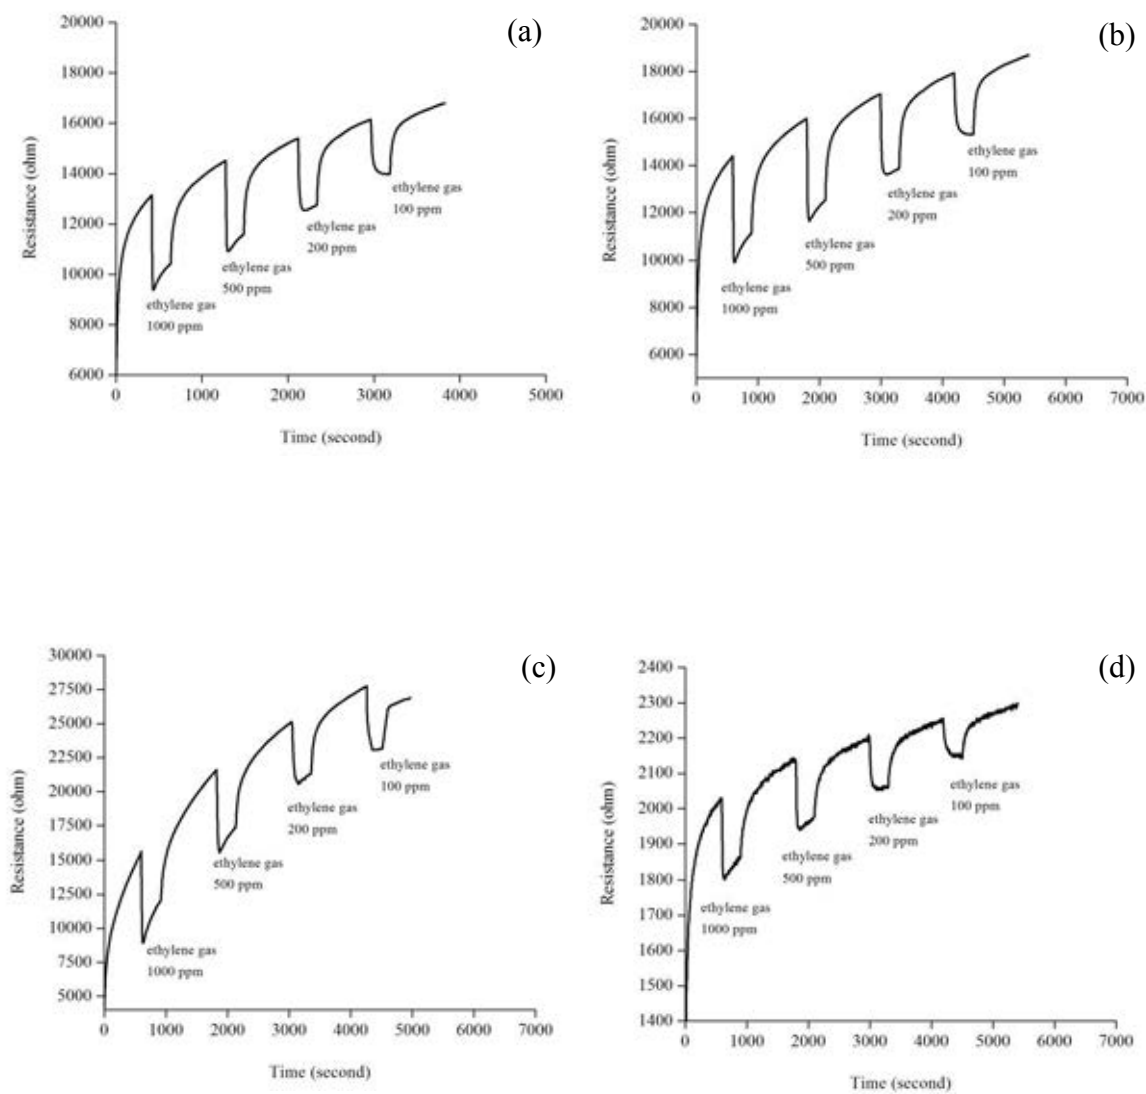 (a)
20000
18000
16000
14000
12000
10000
8000
6000
Resistance (ohm)
0
1000
2000
3000
4000
5000
Time (second)
ethylene gas
1000 ppm
ethylene gas
500 ppm
ethylene gas
200 ppm
ethylene gas
100 ppm
(b)
20000
18000
16000
14000
12000
10000
8000
6000
Resistance (ohm)
0
1000
2000
3000
4000
5000
6000
7000
Time (second)
ethylene gas
1000 ppm
ethylene gas
500 ppm
ethylene gas
200 ppm
ethylene gas
100 ppm
(c)
30000
27500
25000
22500
20000
17500
15000
12500
10000
7500
5000
Resistance (ohm)
0
1000
2000
3000
4000
5000
6000
7000
Time (second)
ethylene gas
1000 ppm
ethylene gas
500 ppm
ethylene gas
200 ppm
ethylene gas
100 ppm
(d)
2400
2300
2200
2100
2000
1900
1800
1700
1600
1500
1400
Resistance (ohm)
0
1000
2000
3000
4000
5000
6000
7000
Time (second)
ethylene gas
1000 ppm
ethylene gas
500 ppm
ethylene gas
200 ppm
ethylene gas
100 ppm